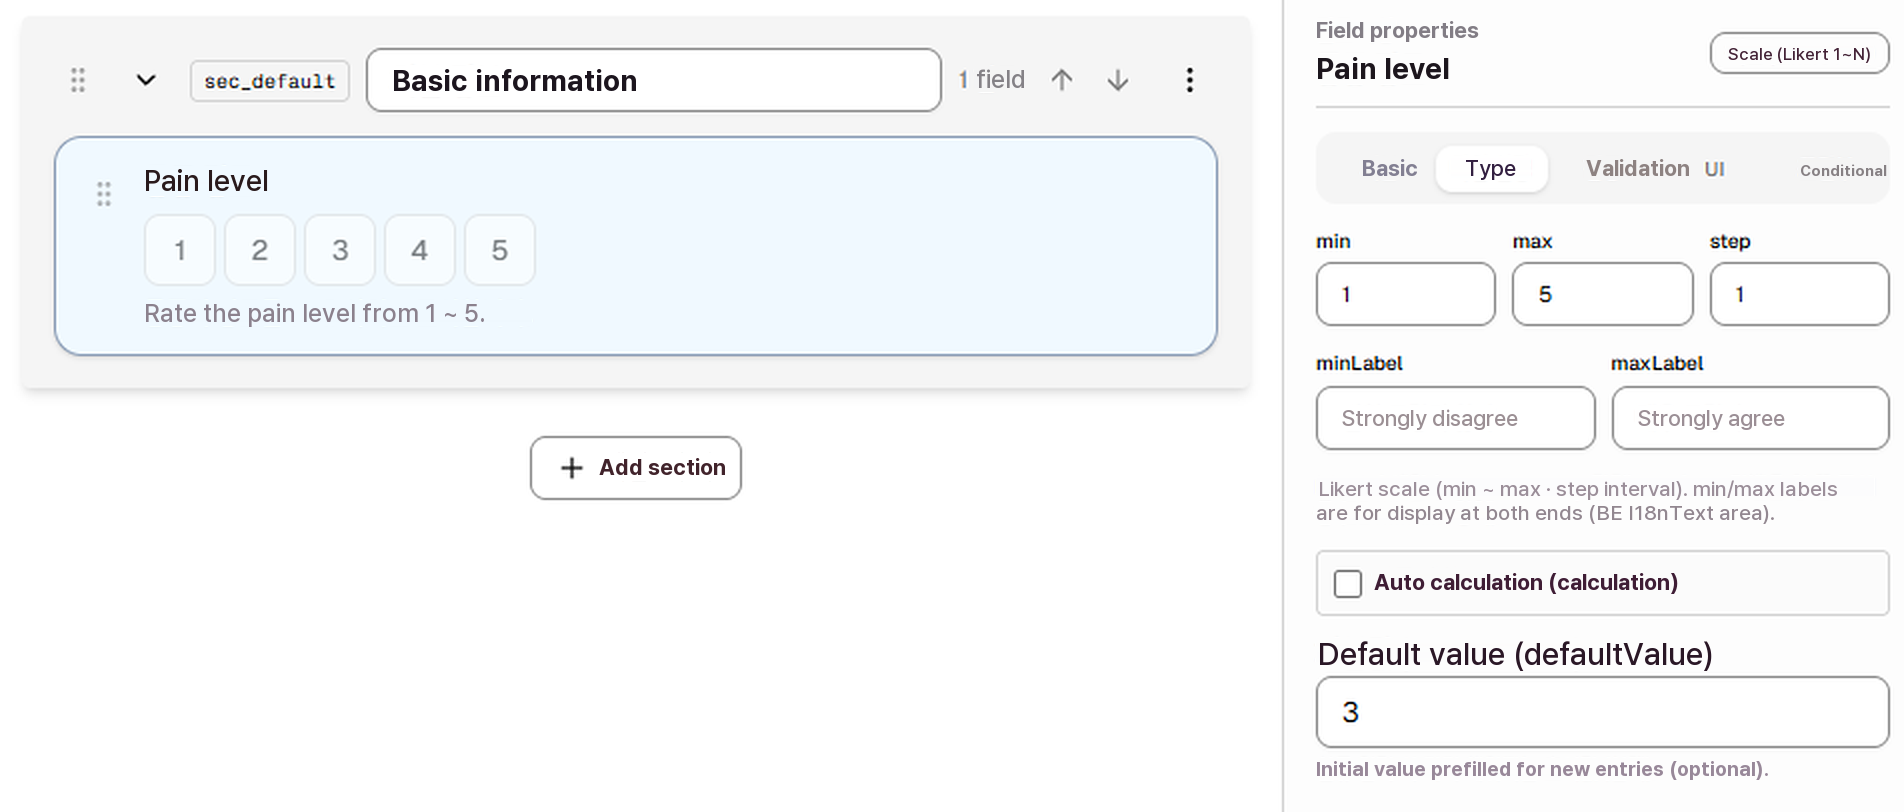 sec_default
Basic information
1 field
Pain level
1 2 3 4 5
Rate the pain level from 1 ~ 5.
Add section
Field properties
Pain level
Scale (Likert 1~N)
Basic Type Validation UI Conditional
min max step
1 5 1
minLabel maxLabel
Strongly disagree Strongly agree
Likert scale (min ~ max · step interval). min/max labels
are for display at both ends (BE I18nText area).
Auto calculation (calculation)
Default value (defaultValue)
3
Initial value prefilled for new entries (optional).